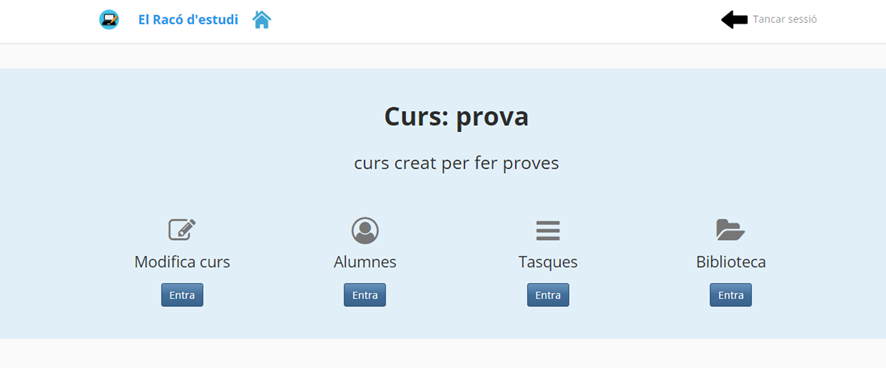 El Racó d'estudi
Tancar sessió
Curs: prova
curs creat per fer proves
Modifica curs
Alumnes
Tasques
Biblioteca
Entra
Entra
Entra
Entra